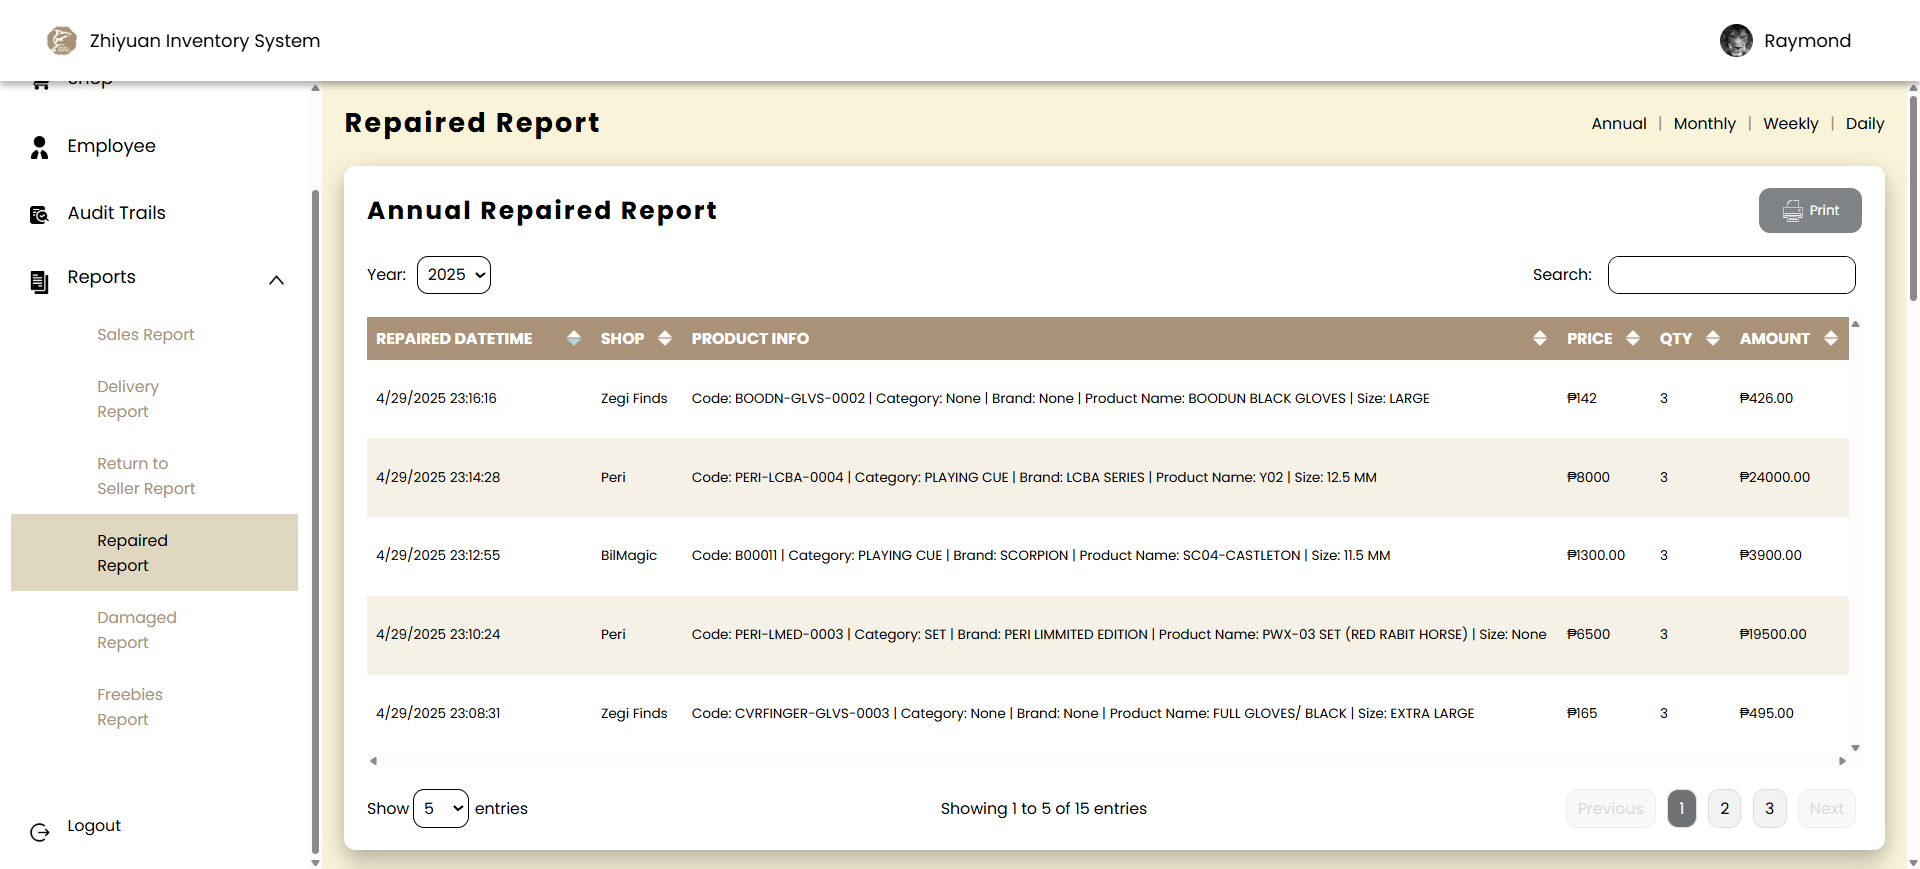 Zhiyuan Inventory System
Raymond
Shop
Employee
Audit Trails
Reports
Sales Report
Delivery
Report
Return to
Seller Report
Repaired
Report
Damaged
Report
Freebies
Report
Logout
Repaired Report
Annual | Monthly | Weekly | Daily
Annual Repaired Report
Print
Year: 2025
Search:
REPAIRED DATETIME SHOP PRODUCT INFO PRICE QTY AMOUNT
4/29/2025 23:16:16 Zegi Finds Code: BOODN-GLVS-0002 | Category: None | Brand: None | Product Name: BOODUN BLACK GLOVES | Size: LARGE ₱142 3 ₱426.00
4/29/2025 23:14:28 Peri Code: PERI-LCBA-0004 | Category: PLAYING CUE | Brand: LCBA SERIES | Product Name: Y02 | Size: 12.5 MM ₱8000 3 ₱24000.00
4/29/2025 23:12:55 BilMagic Code: B00011 | Category: PLAYING CUE | Brand: SCORPION | Product Name: SC04-CASTLETON | Size: 11.5 MM ₱1300.00 3 ₱3900.00
4/29/2025 23:10:24 Peri Code: PERI-LMED-0003 | Category: SET | Brand: PERI LIMMITED EDITION | Product Name: PWX-03 SET (RED RABIT HORSE) | Size: None ₱6500 3 ₱19500.00
4/29/2025 23:08:31 Zegi Finds Code: CVRFINGER-GLVS-0003 | Category: None | Brand: None | Product Name: FULL GLOVES/ BLACK | Size: EXTRA LARGE ₱165 3 ₱495.00
Show 5 entries
Showing 1 to 5 of 15 entries
Previous 1 2 3 Next